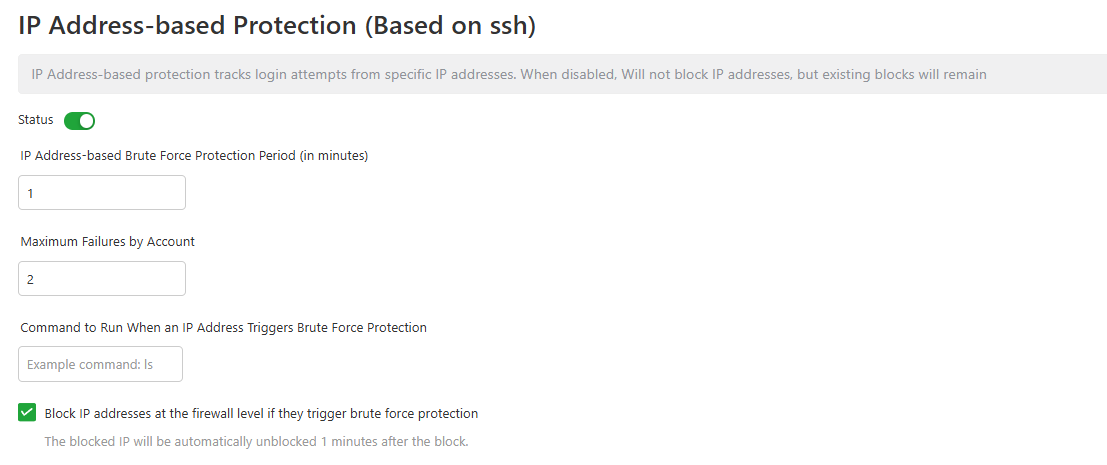 IP Address-based Protection (Based on ssh)
IP Address-based protection tracks login attempts from specific IP addresses. When disabled, Will not block IP addresses, but existing blocks will remain
Status
IP Address-based Brute Force Protection Period (in minutes)
1
Maximum Failures by Account
2
Command to Run When an IP Address Triggers Brute Force Protection
Example command: ls
Block IP addresses at the firewall level if they trigger brute force protection
The blocked IP will be automatically unblocked 1 minutes after the block.